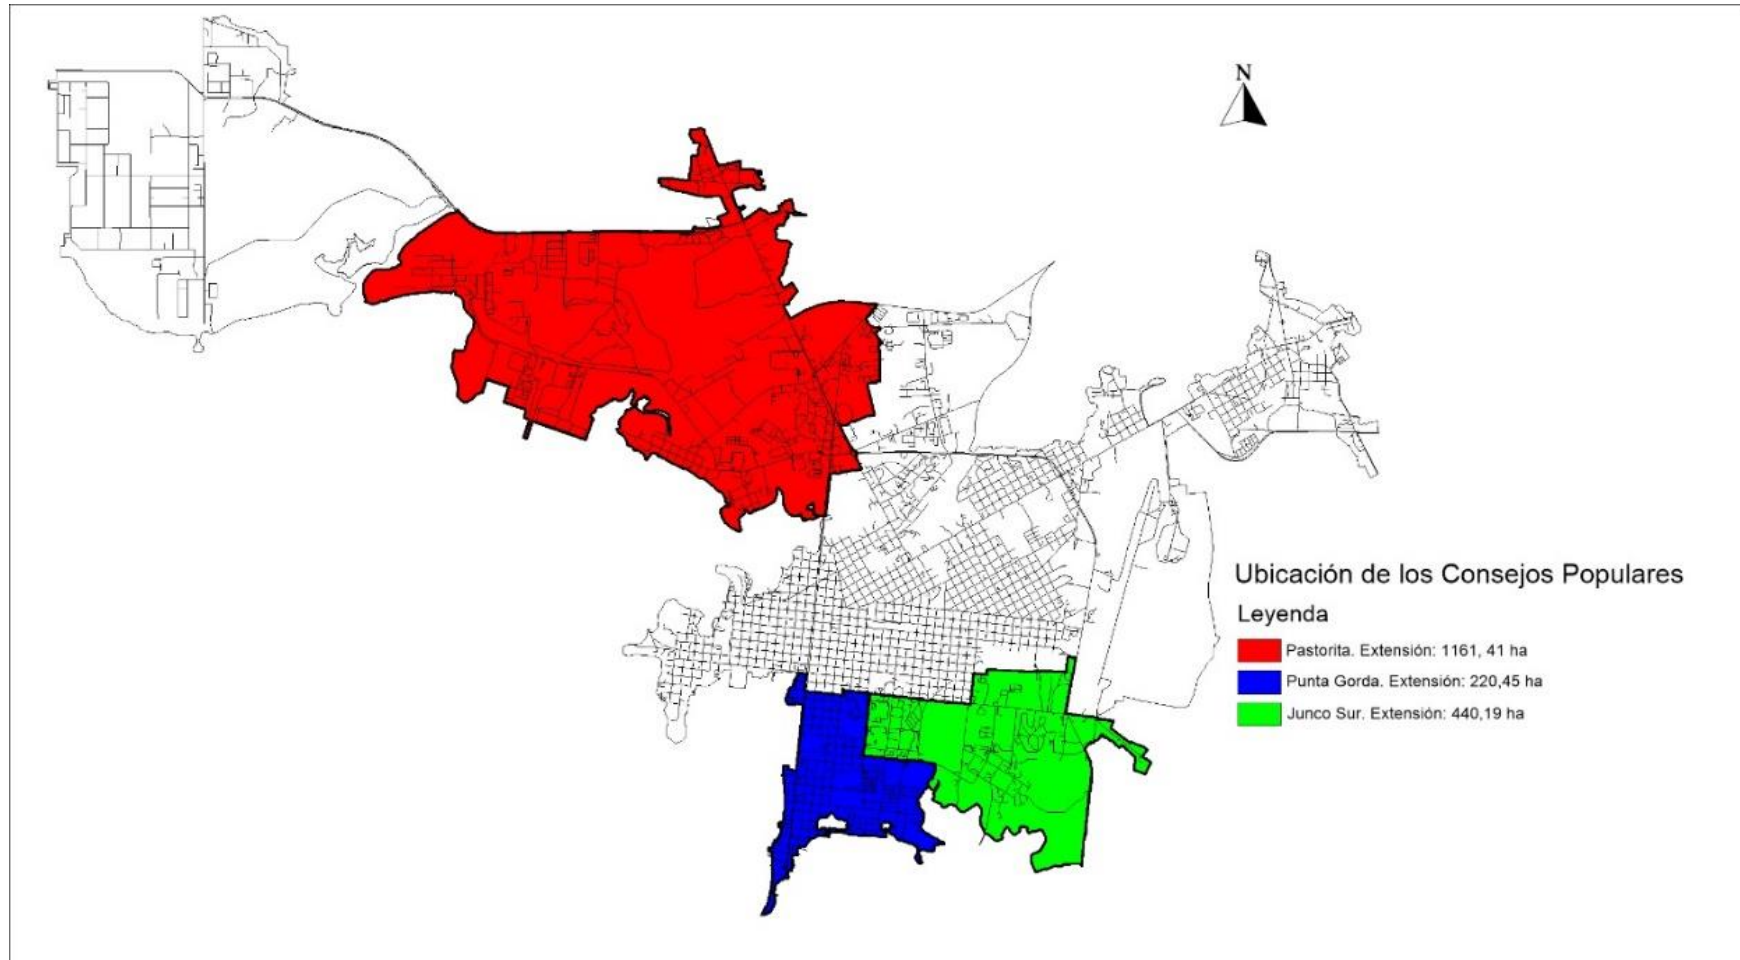 N
Ubicación de los Consejos Populares
Leyenda
Pastorita. Extensión: 1161, 41 ha
Punta Gorda. Extensión: 220,45 ha
Junco Sur. Extensión: 440,19 ha